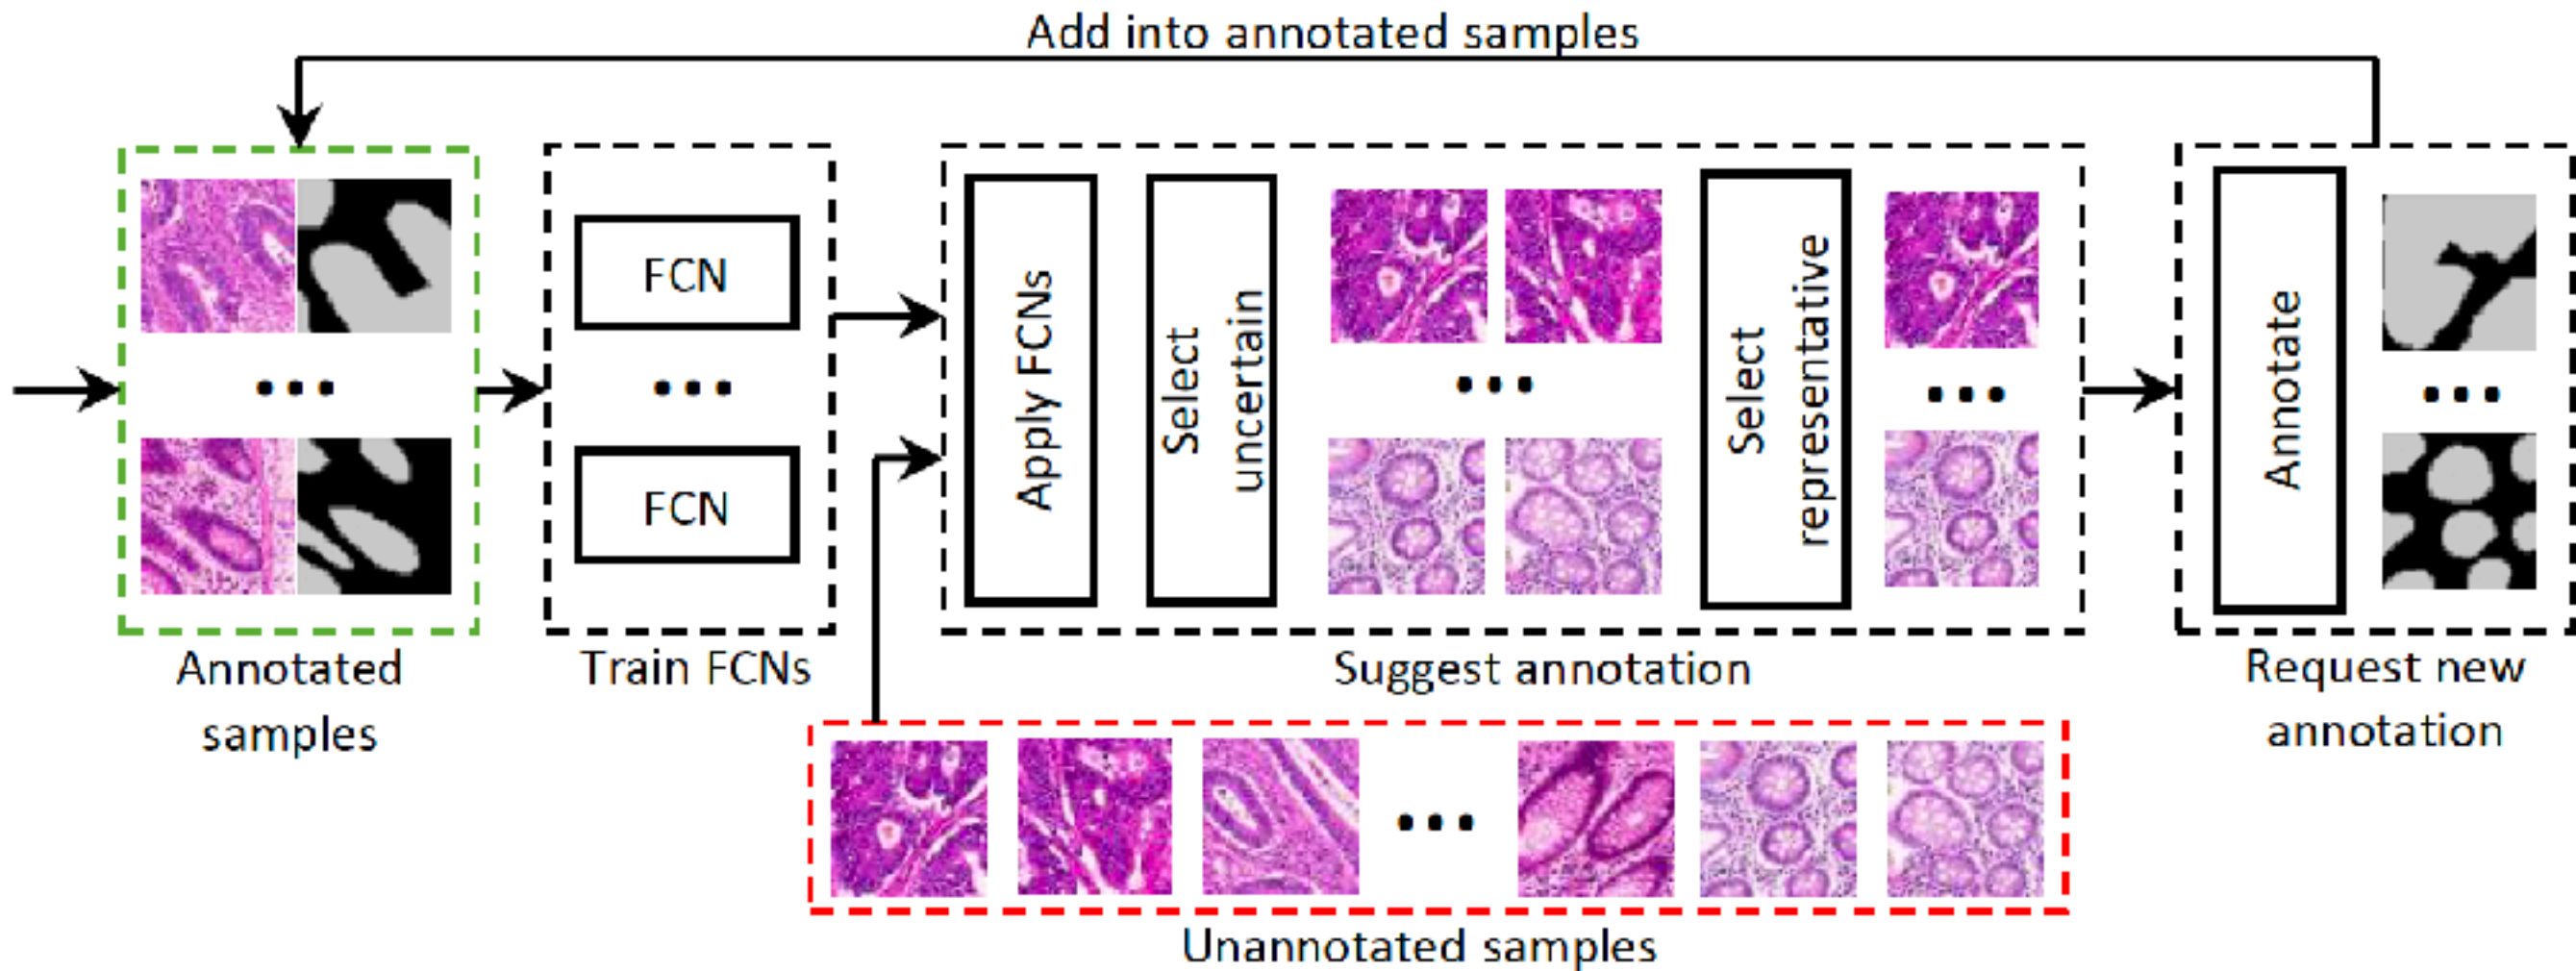 Add into annotated samples
FCN
...
FCN
Apply FCNs
Select
uncertain
...
Select
representative
...
Annotate
...
...
Annotated
samples
Train FCNs
Suggest annotation
Request new
annotation
...
Unannotated samples